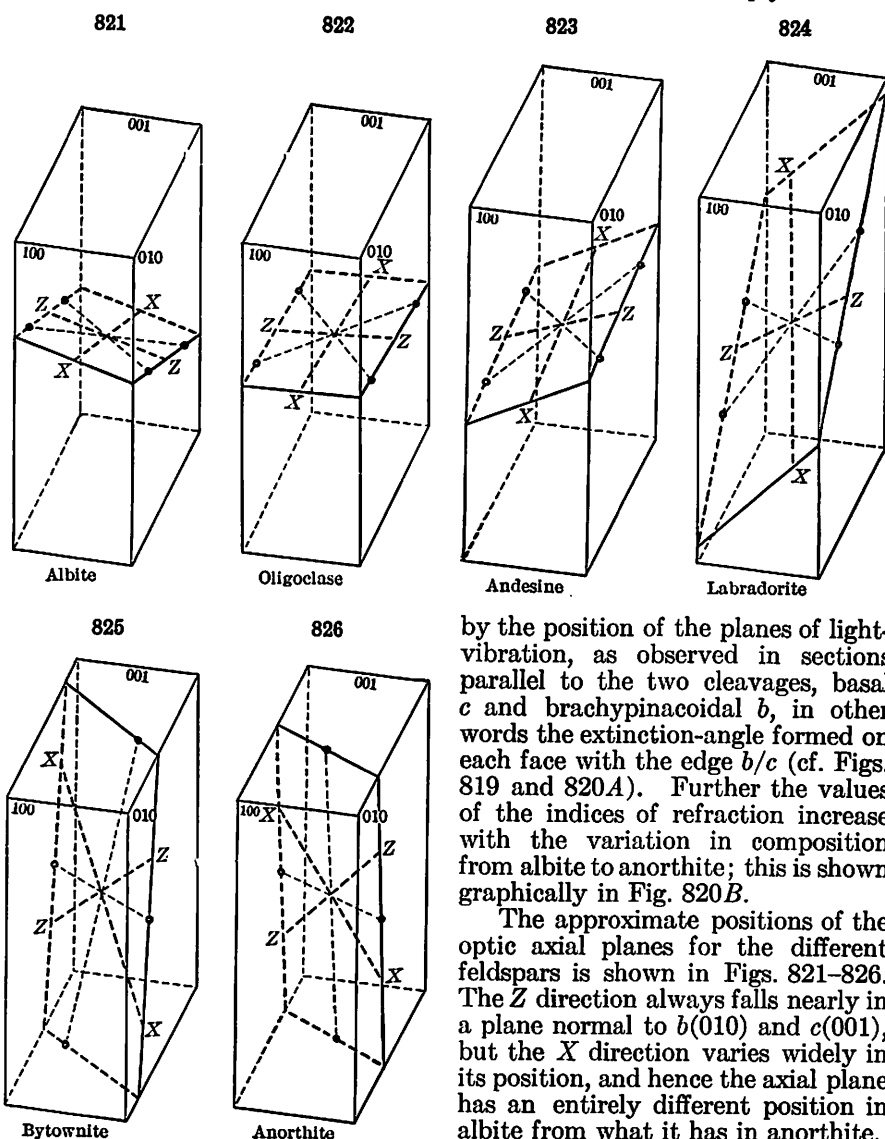 821 822 823 824
001 001 001 001
100 010 100 010 100 010 100 010
X X X X
Z Z Z Z
Z Z Z Z
X X X X
Albite Oligoclase Andesine Labradorite
825 826
001 001
100 010 100 010
X X
Z Z
Z Z
X X
Bytownite Anorthite
by the position of the planes of light-
vibration, as observed in sections
parallel to the two cleavages, basal
c and brachypinacoidal b, in other
words the extinction-angle formed on
each face with the edge b/c (cf. Figs.
819 and 820A). Further the values
of the indices of refraction increase
with the variation in composition
from albite to anorthite; this is shown
graphically in Fig. 820B.
The approximate positions of the
optic axial planes for the different
feldspars is shown in Figs. 821–826.
The Z direction always falls nearly in
a plane normal to b(010) and c(001),
but the X direction varies widely in
its position, and hence the axial plane
has an entirely different position in
albite from what it has in anorthite.